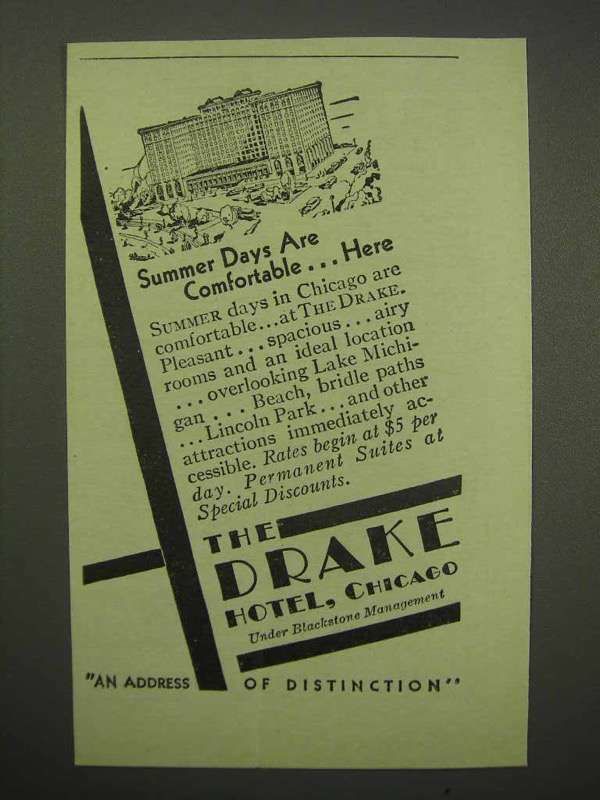 Summer Days Are
Comfortable... Here
SUMMER days in Chicago are
comfortable...at THE DRAKE.
Pleasant...spacious...airy
rooms and an ideal location
...overlooking Lake Michi-
gan... Beach, bridle paths
...Lincoln Park...and other
attractions immediately ac-
cessible. Rates begin at $5 per
day. Permanent Suites at
Special Discounts.
THE
DRAKE
HOTEL, CHICAGO
Under Blackstone Management
"AN ADDRESS OF DISTINCTION"